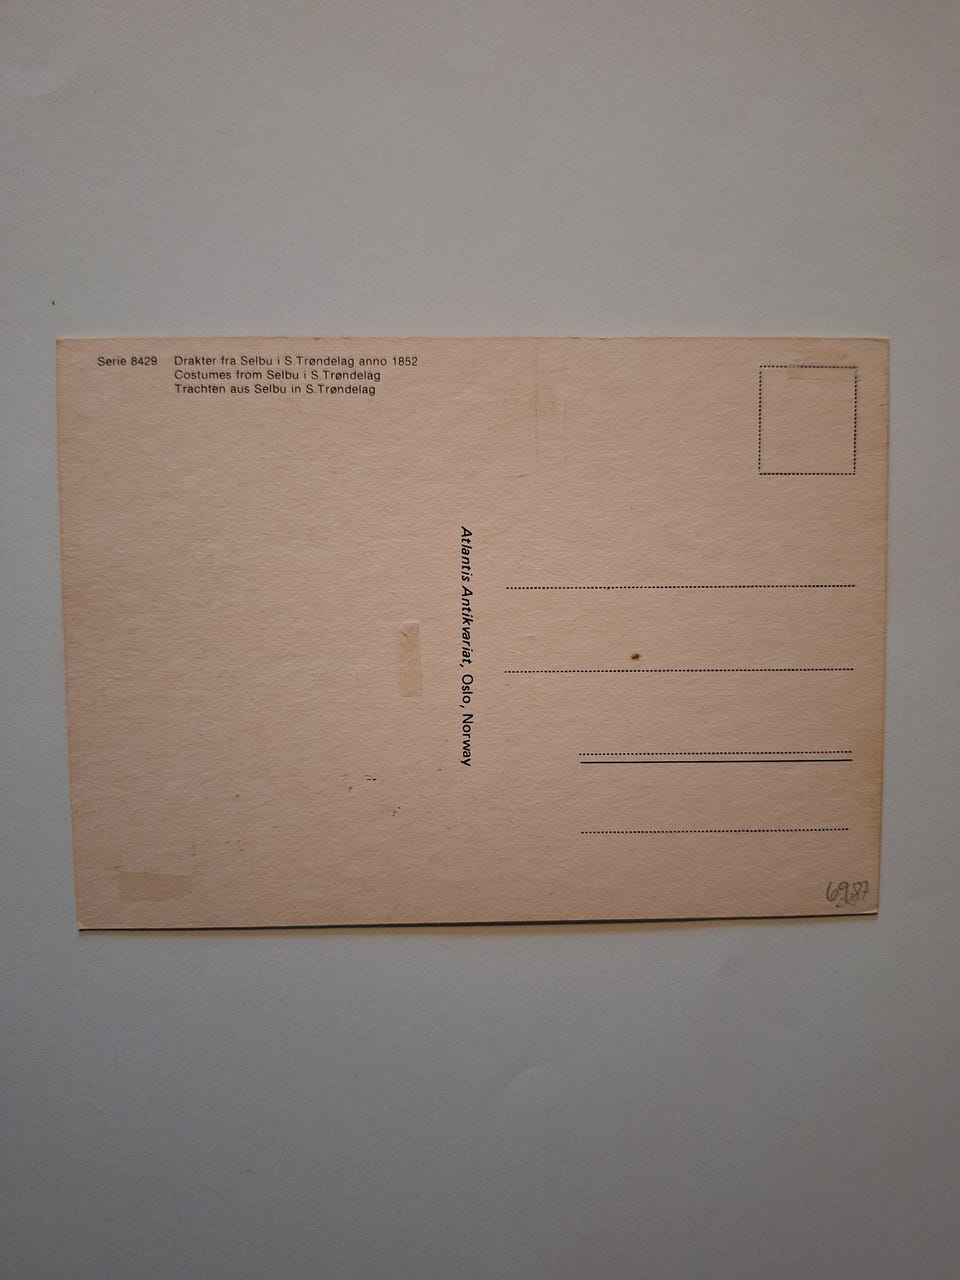 Serie 8429 Drakter fra Selbu i S.Trøndelag anno 1852
Costumes from Selbu i S.Trøndelag
Trachten aus Selbu in S.Trøndelag
Atlantis Antikvariat, Oslo, Norway